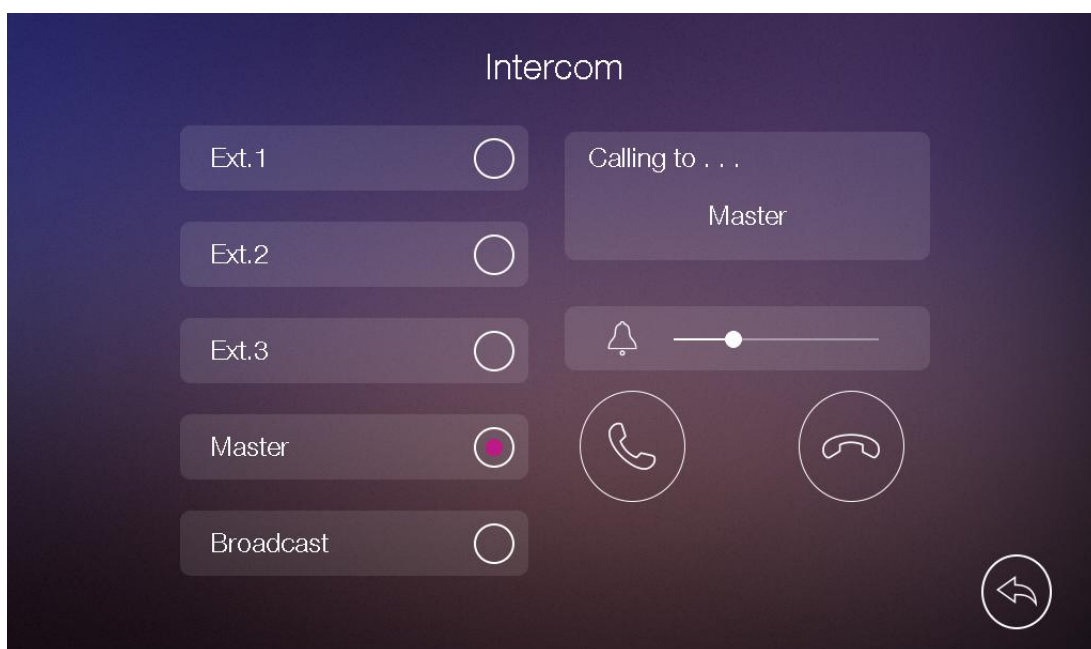 Intercom
Ext.1
Ext.2
Ext.3
Master
Broadcast
Calling to . . .
Master